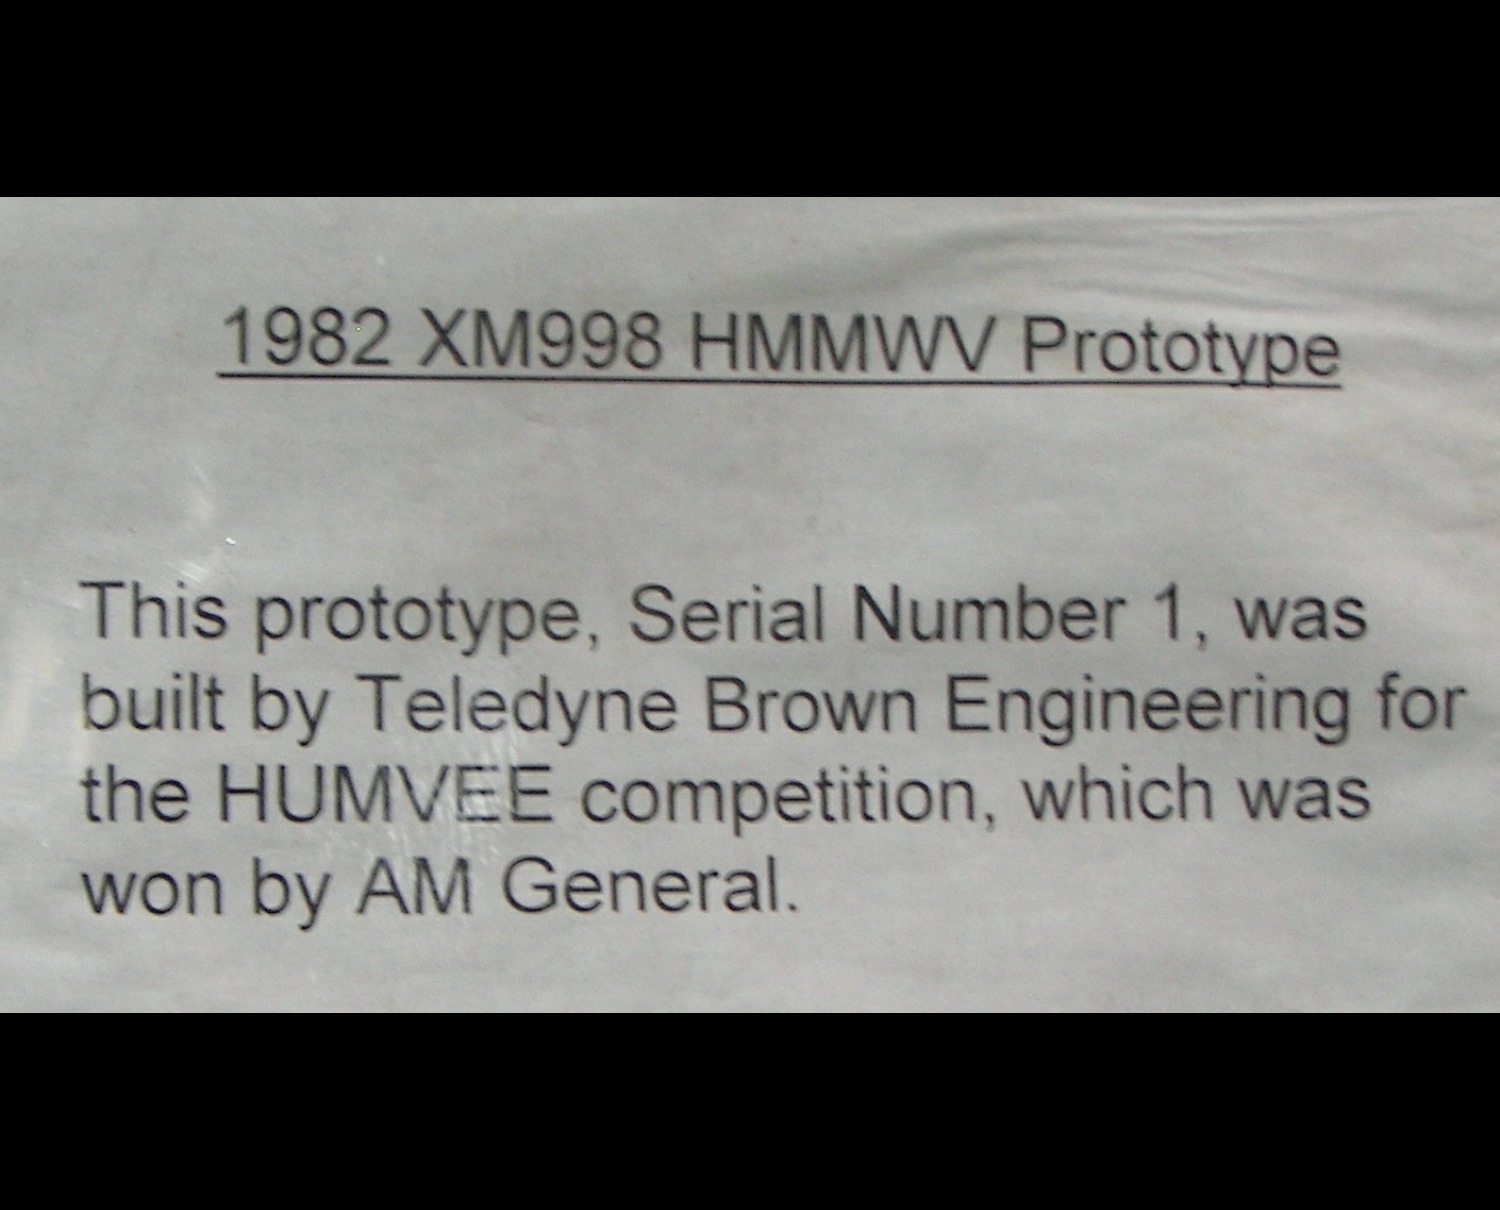 1982 XM998 HMMWV Prototype
This prototype, Serial Number 1, was
built by Teledyne Brown Engineering for
the HUMVEE competition, which was
won by AM General.